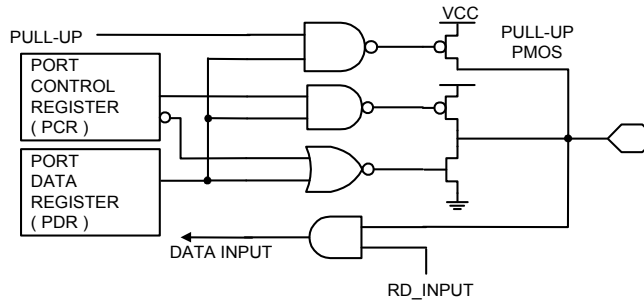 VCC
PULL-UP
PULL-UP
PMOS
PORT
CONTROL
REGISTER
( PCR )
PORT
DATA
REGISTER
( PDR )
DATA INPUT
RD_INPUT